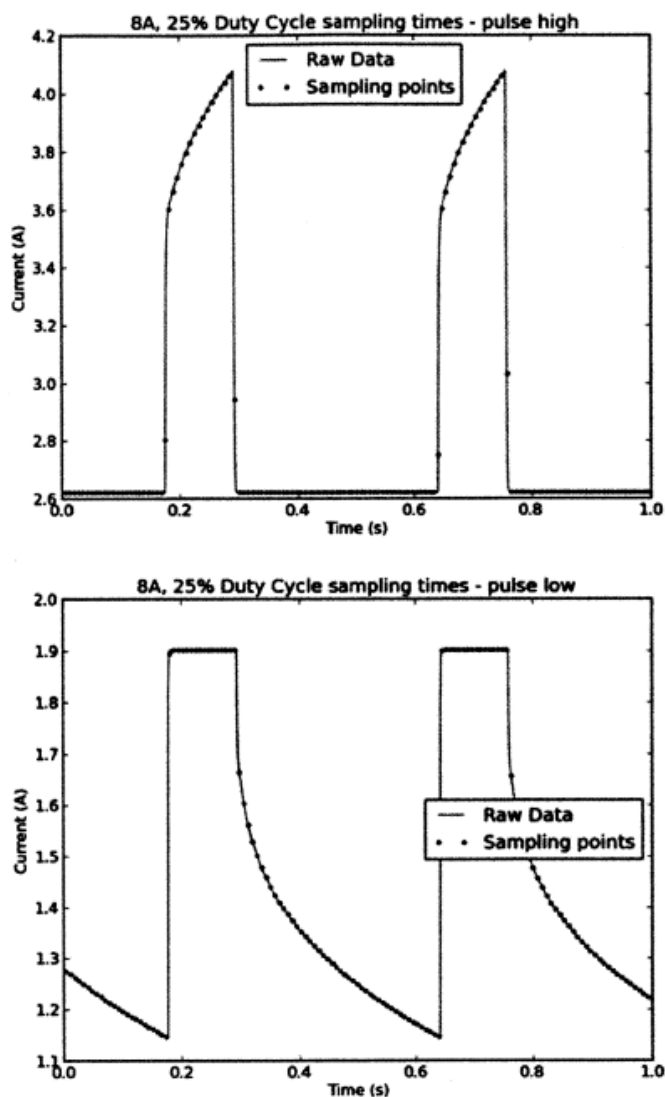 8A, 25% Duty Cycle sampling times - pulse high
4.2
4.0
3.8
3.6
3.4
3.2
3.0
2.8
2.6
Current (A)
Raw Data
Sampling points
0.0 0.2 0.4 0.6 0.8 1.0
Time (s)
8A, 25% Duty Cycle sampling times - pulse low
2.0
1.9
1.8
1.7
1.6
1.5
1.4
1.3
1.2
1.1
Current (A)
Raw Data
Sampling points
0.0 0.2 0.4 0.6 0.8 1.0
Time (s)